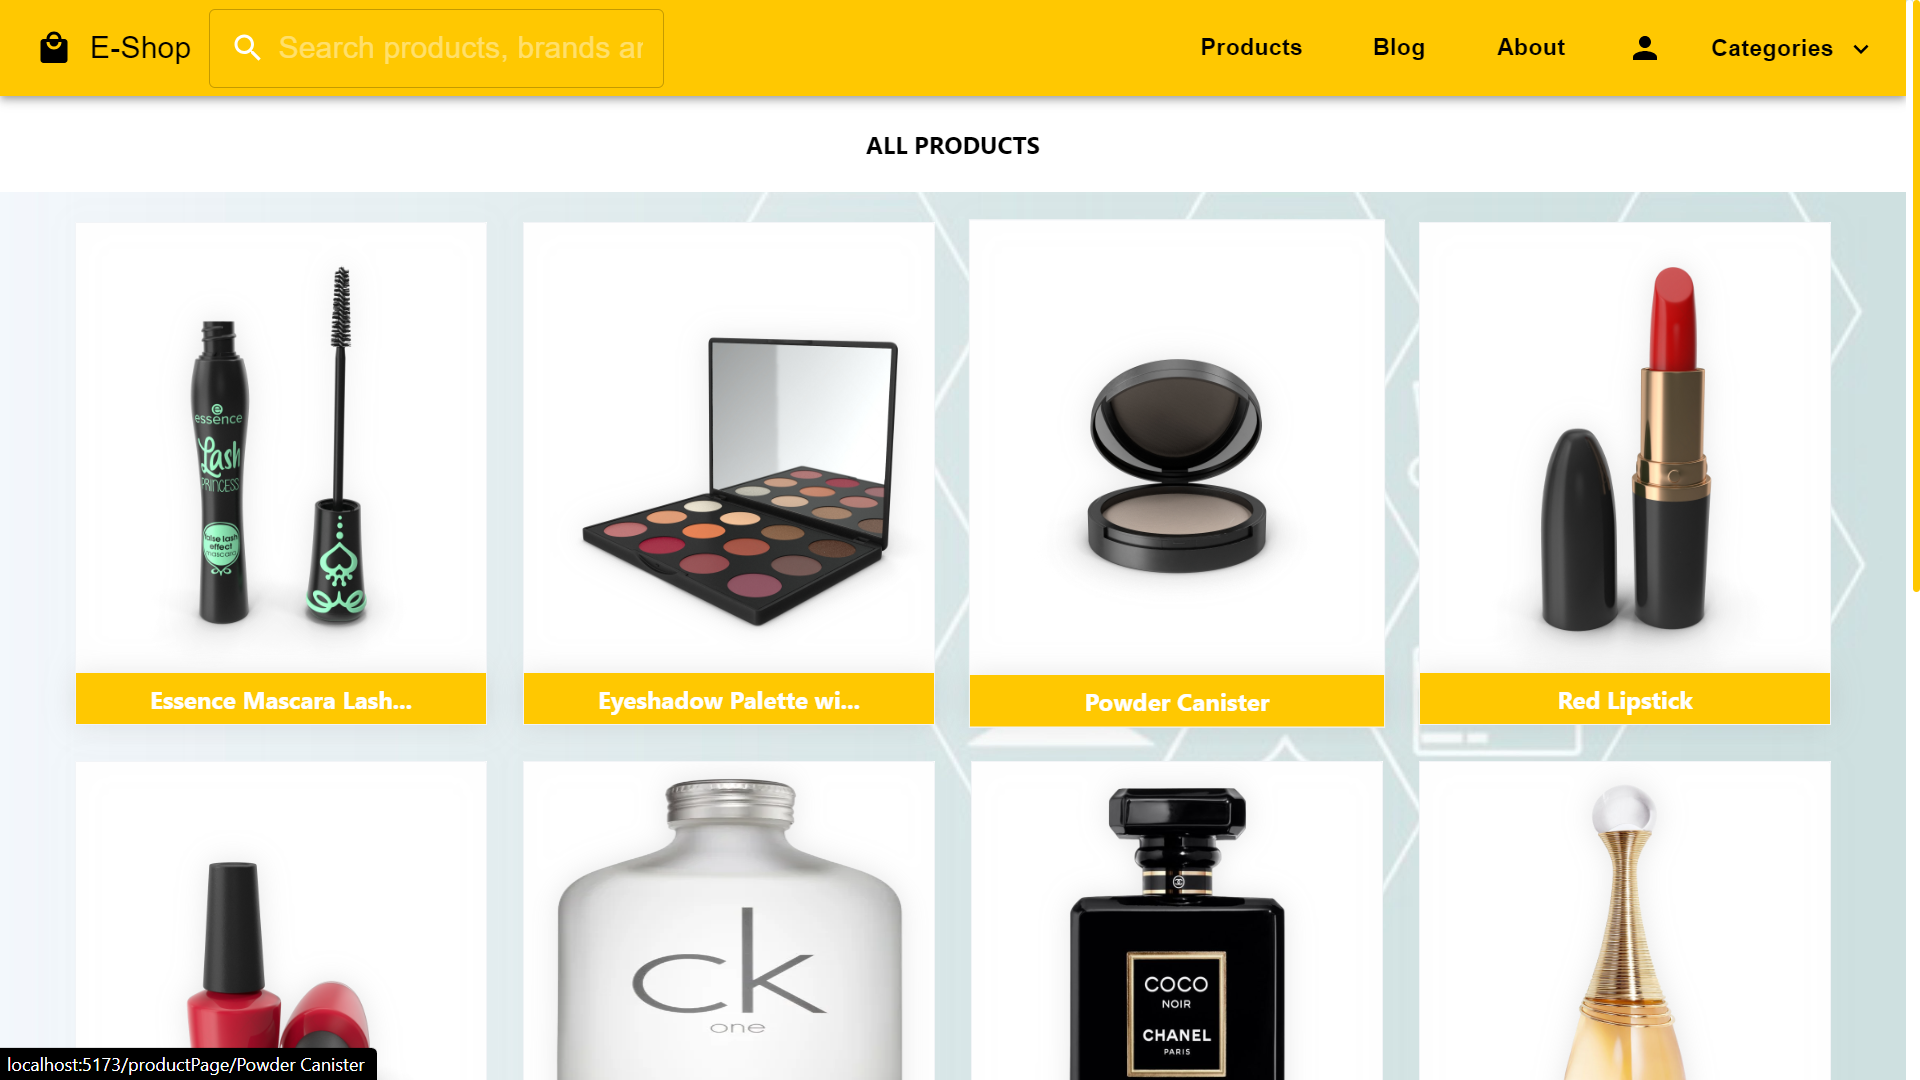 E-Shop
Search products, brands ar
Products
Blog
About
Categories
ALL PRODUCTS
essence
Lash
PRINCESS
false lash
effect
mascara
Essence Mascara Lash...
Eyeshadow Palette wi...
Powder Canister
Red Lipstick
ck
one
COCO
NOIR
CHANEL
PARIS
localhost:5173/productPage/Powder Canister